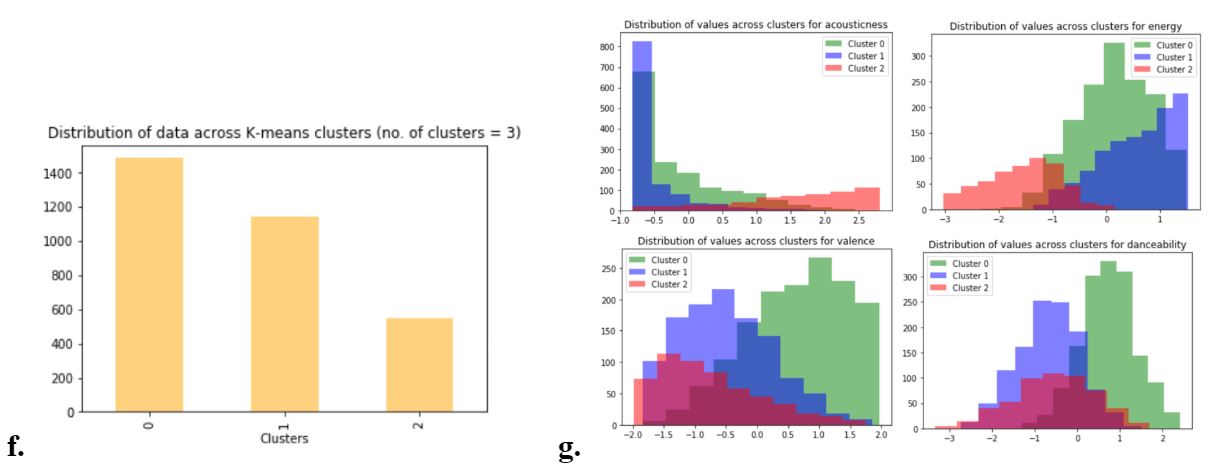 Distribution of data across K-means clusters (no. of clusters = 3)
1400
1200
1000
800
600
400
200
0
0 1 2
Clusters
f.
Distribution of values across clusters for acousticness
Cluster 0
Cluster 1
Cluster 2
800
700
600
500
400
300
200
100
0
−1.0 −0.5 0.0 0.5 1.0 1.5 2.0 2.5
Distribution of values across clusters for energy
Cluster 0
Cluster 1
Cluster 2
300
250
200
150
100
50
0
−3 −2 −1 0 1
Distribution of values across clusters for valence
Cluster 0
Cluster 1
Cluster 2
250
200
150
100
50
0
−2.0 −1.5 −1.0 −0.5 0.0 0.5 1.0 1.5 2.0
Distribution of values across clusters for danceability
Cluster 0
Cluster 1
Cluster 2
300
250
200
150
100
50
0
−3 −2 −1 0 1 2
g.